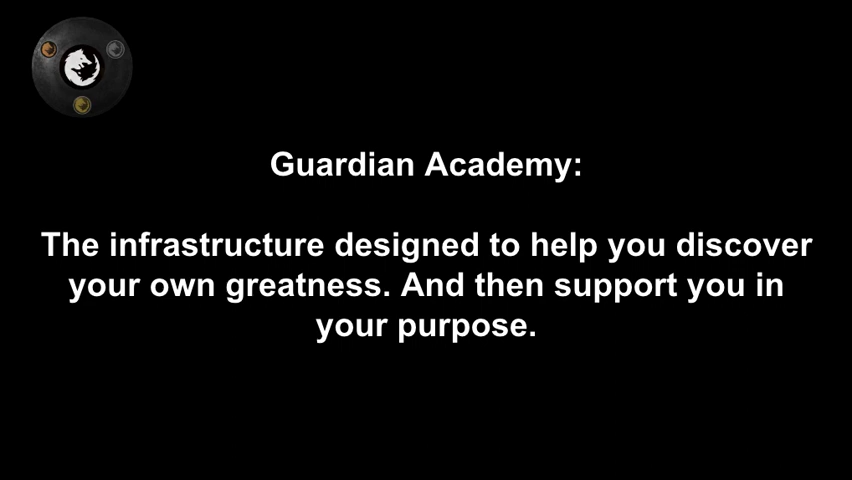 Guardian Academy:
The infrastructure designed to help you discover
your own greatness. And then support you in
your purpose.